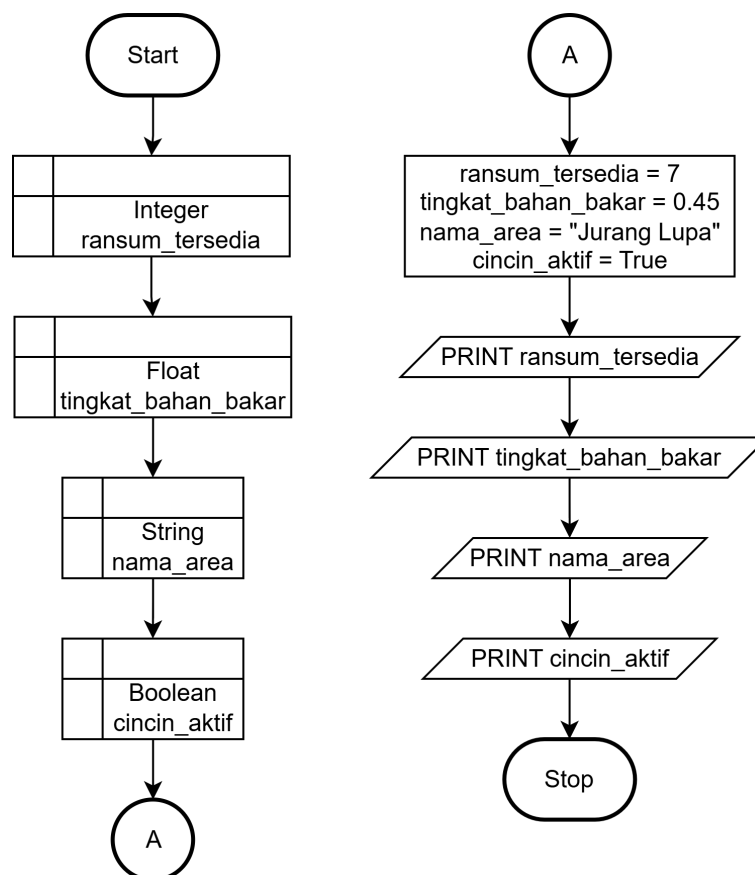 Start
Integer
ransum_tersedia
Float
tingkat_bahan_bakar
String
nama_area
Boolean
cincin_aktif
A
A
ransum_tersedia = 7
tingkat_bahan_bakar = 0.45
nama_area = "Jurang Lupa"
cincin_aktif = True
PRINT ransum_tersedia
PRINT tingkat_bahan_bakar
PRINT nama_area
PRINT cincin_aktif
Stop